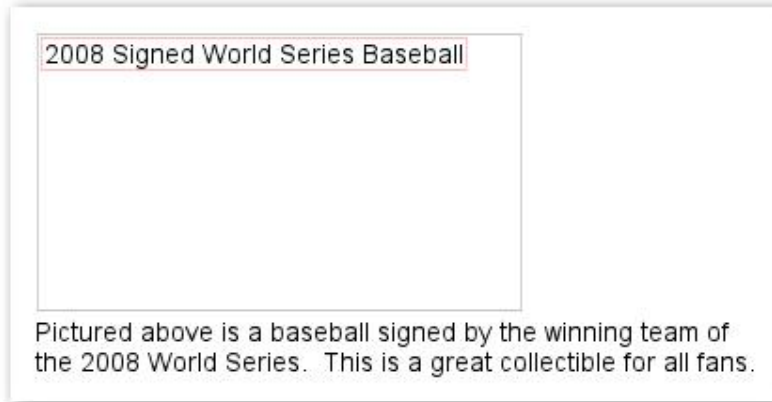 2008 Signed World Series Baseball
Pictured above is a baseball signed by the winning team of
the 2008 World Series.  This is a great collectible for all fans.